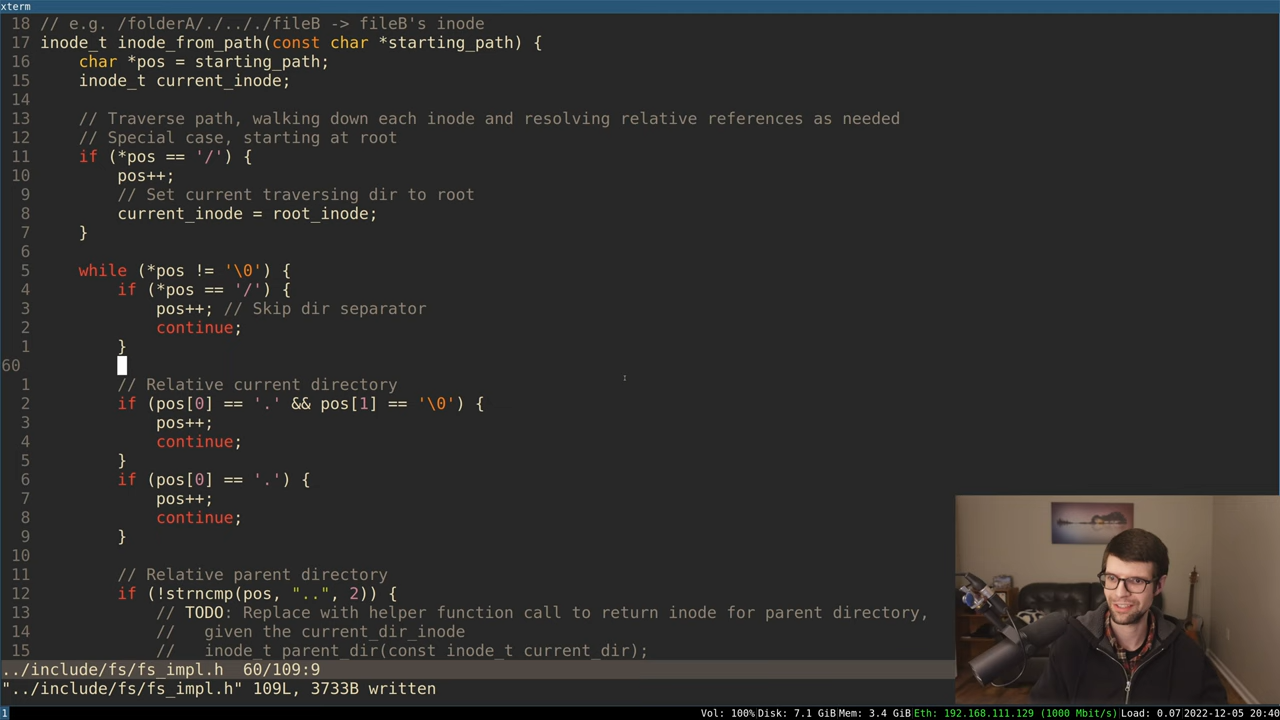 xterm
18 // e.g. /folderA/./.././fileB -> fileB's inode
17 inode_t inode_from_path(const char *starting_path) {
16     char *pos = starting_path;
15     inode_t current_inode;
14
13     // Traverse path, walking down each inode and resolving relative references as needed
12     // Special case, starting at root
11     if (*pos == '/') {
10         pos++;
9         // Set current traversing dir to root
8         current_inode = root_inode;
7     }
6
5     while (*pos != '\0') {
4         if (*pos == '/') {
3             pos++; // Skip dir separator
2             continue;
1         }
60
1         // Relative current directory
2         if (pos[0] == '.' && pos[1] == '\0') {
3             pos++;
4             continue;
5         }
6         if (pos[0] == '.') {
7             pos++;
8             continue;
9         }
10
11         // Relative parent directory
12         if (!strncmp(pos, "..", 2)) {
13             // TODO: Replace with helper function call to return inode for parent directory,
14             //   given the current_dir_inode
15             //   inode_t parent_dir(const inode_t current_dir);
../include/fs/fs_impl.h  60/109:9
"../include/fs/fs_impl.h" 109L, 3733B written
1 Vol: 100% Disk: 7.1 GiB Mem: 3.4 GiB Eth: 192.168.111.129 (1000 Mbit/s) Load: 0.07 2022-12-05 20:40